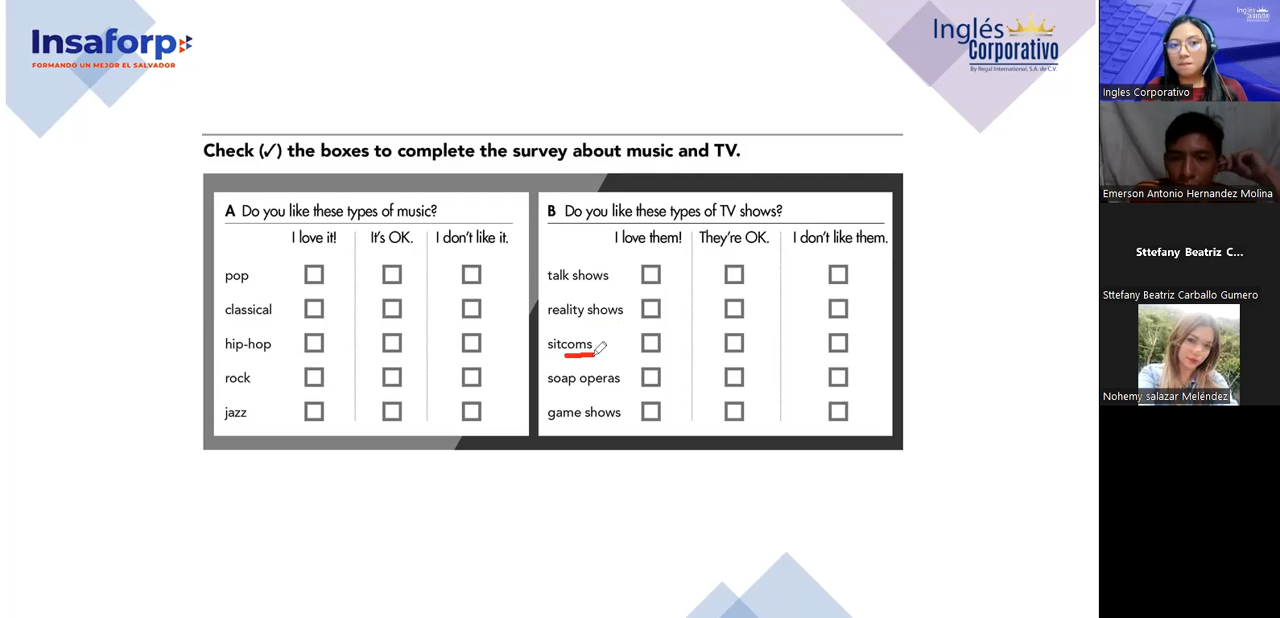 Insaforp
FORMANDO UN MEJOR EL SALVADOR
Inglés
Corporativo
By Regal International, S.A. de C.V.
Check (✓) the boxes to complete the survey about music and TV.
A Do you like these types of music?
I love it! It's OK. I don't like it.
pop
classical
hip-hop
rock
jazz
B Do you like these types of TV shows?
I love them! They're OK. I don't like them.
talk shows
reality shows
sitcoms
soap operas
game shows
Ingles Corporativo
Emerson Antonio Hernandez Molina
Sttefany Beatriz C...
Sttefany Beatriz Carballo Gumero
Nohemy salazar Meléndez